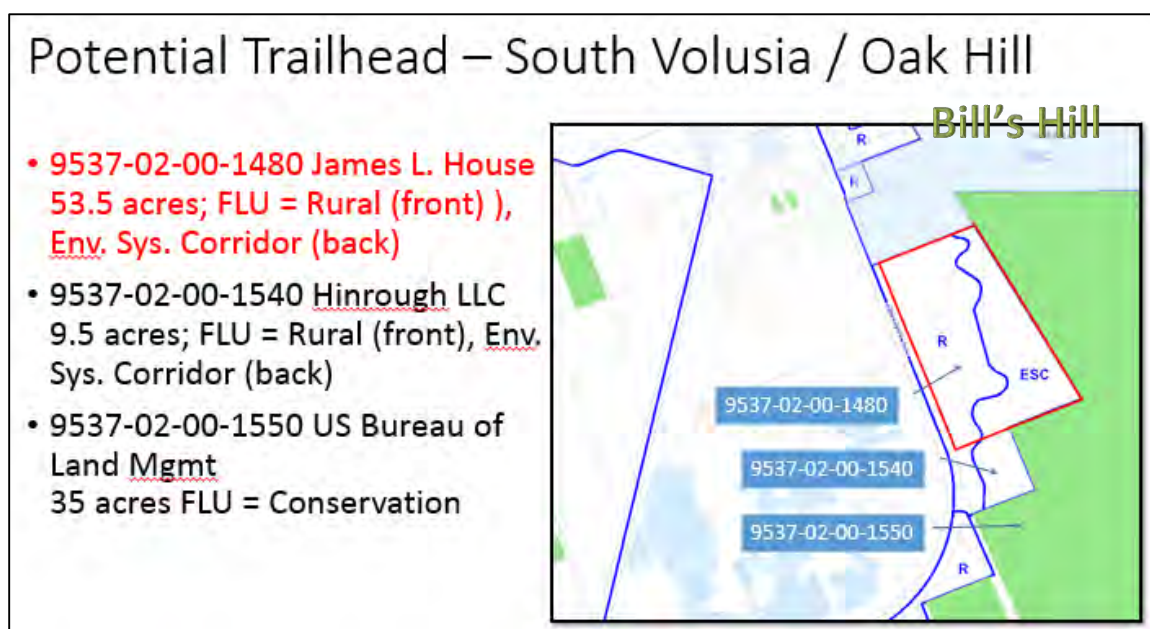 Potential Trailhead – South Volusia / Oak Hill
Bill's Hill
• 9537-02-00-1480 James L. House
53.5 acres; FLU = Rural (front) ),
Env. Sys. Corridor (back)
• 9537-02-00-1540 Hinrough LLC
9.5 acres; FLU = Rural (front), Env.
Sys. Corridor (back)
• 9537-02-00-1550 US Bureau of
Land Mgmt
35 acres FLU = Conservation
R
R
R
ESC
9537-02-00-1480
9537-02-00-1540
9537-02-00-1550
R